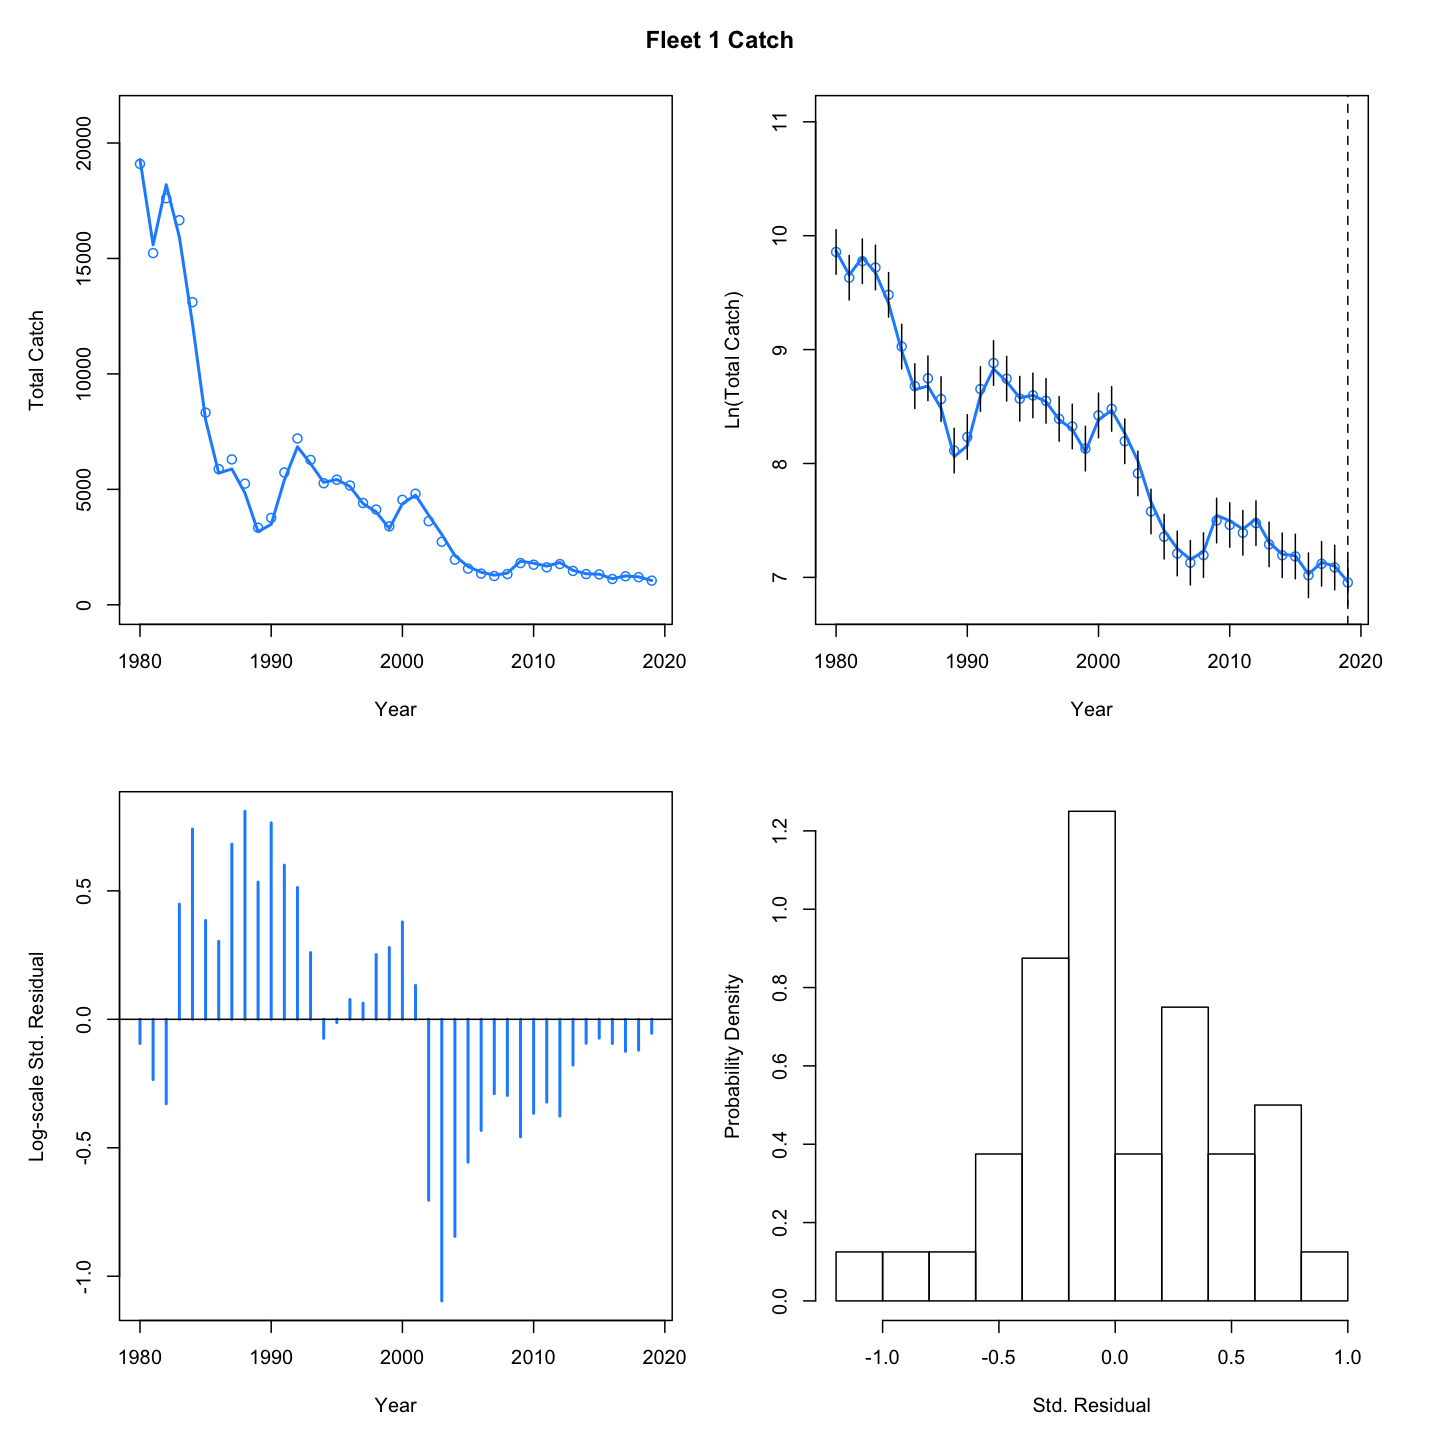 Fleet 1 Catch
Total Catch
20000
15000
10000
5000
0
1980 1990 2000 2010 2020
Year
Ln(Total Catch)
11
10
9
8
7
1980 1990 2000 2010 2020
Year
Log-scale Std. Residual
0.5
0.0
-0.5
-1.0
1980 1990 2000 2010 2020
Year
Probability Density
1.2
1.0
0.8
0.6
0.4
0.2
0.0
-1.0 -0.5 0.0 0.5 1.0
Std. Residual